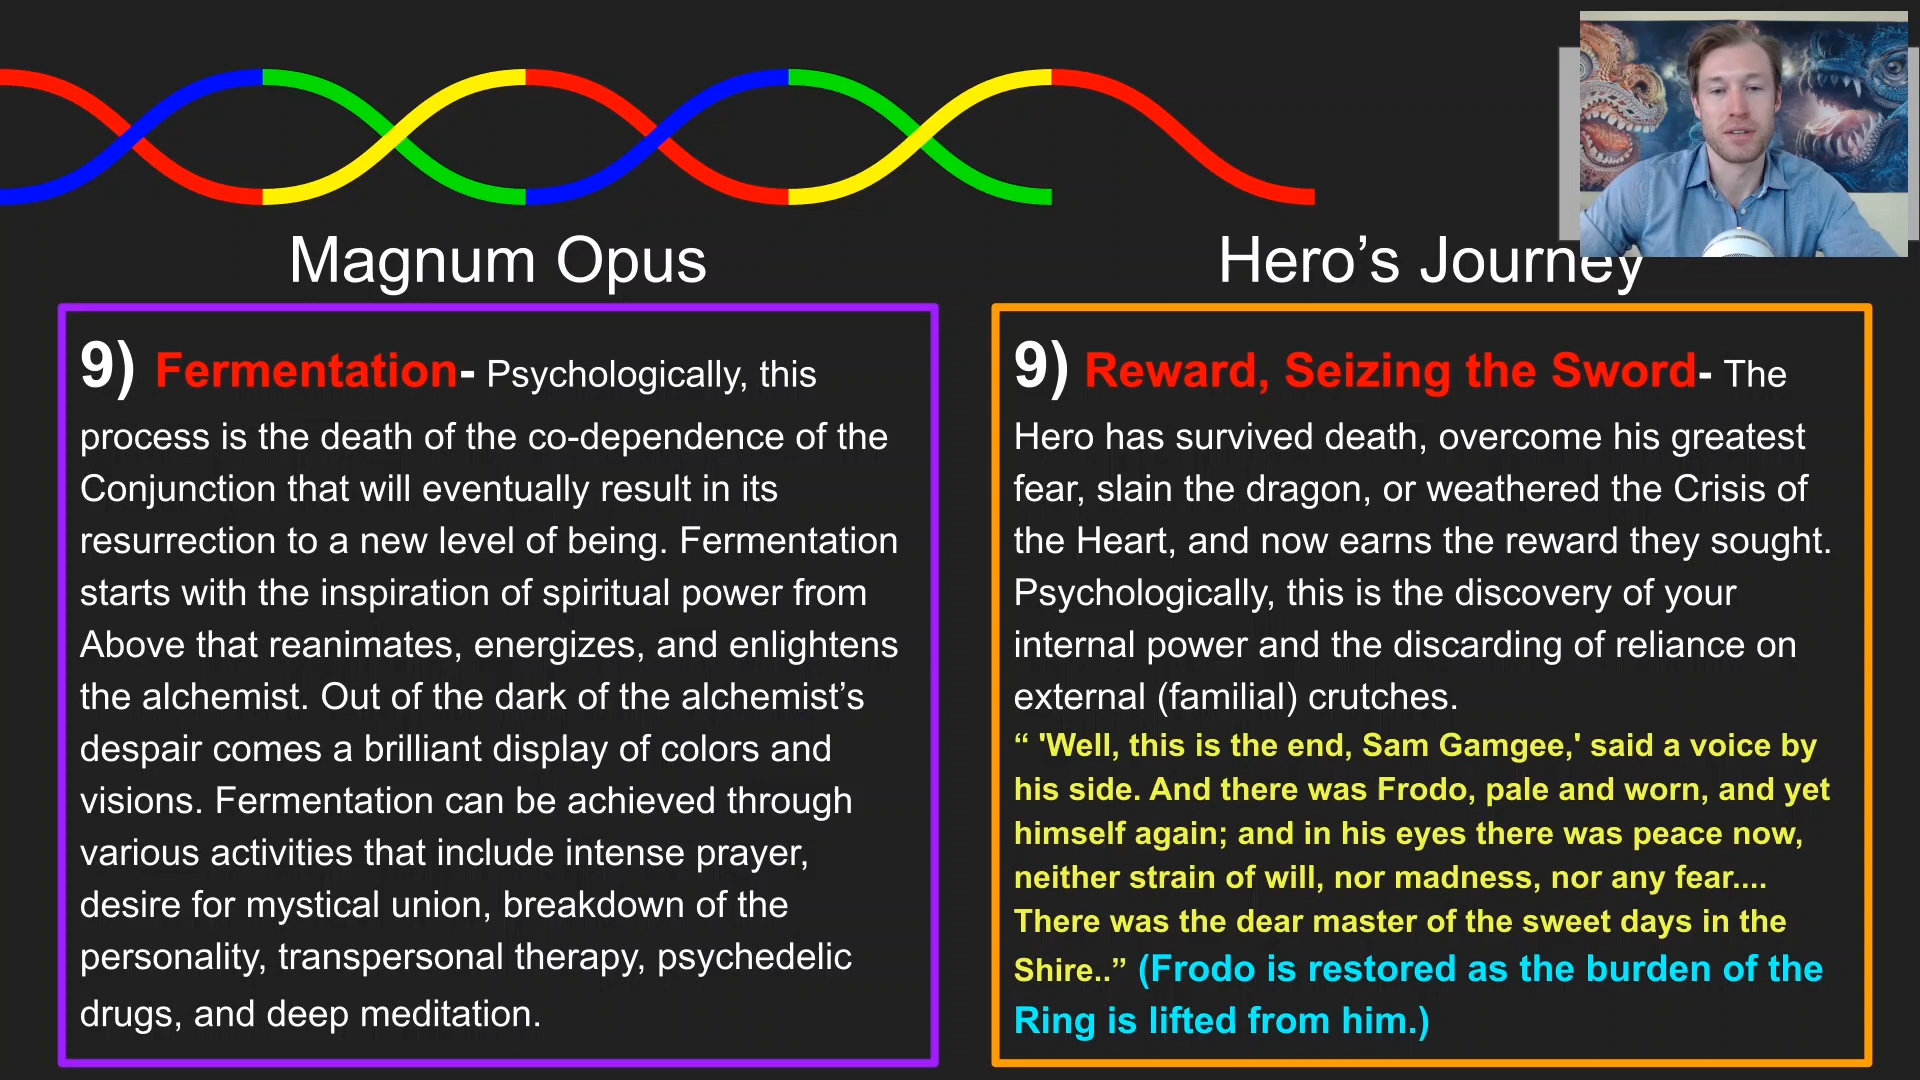 Magnum Opus
Hero’s Journey
9) Fermentation- Psychologically, this
process is the death of the co-dependence of the
Conjunction that will eventually result in its
resurrection to a new level of being. Fermentation
starts with the inspiration of spiritual power from
Above that reanimates, energizes, and enlightens
the alchemist. Out of the dark of the alchemist’s
despair comes a brilliant display of colors and
visions. Fermentation can be achieved through
various activities that include intense prayer,
desire for mystical union, breakdown of the
personality, transpersonal therapy, psychedelic
drugs, and deep meditation.
9) Reward, Seizing the Sword- The
Hero has survived death, overcome his greatest
fear, slain the dragon, or weathered the Crisis of
the Heart, and now earns the reward they sought.
Psychologically, this is the discovery of your
internal power and the discarding of reliance on
external (familial) crutches.
“ 'Well, this is the end, Sam Gamgee,' said a voice by
his side. And there was Frodo, pale and worn, and yet
himself again; and in his eyes there was peace now,
neither strain of will, nor madness, nor any fear....
There was the dear master of the sweet days in the
Shire..” (Frodo is restored as the burden of the
Ring is lifted from him.)